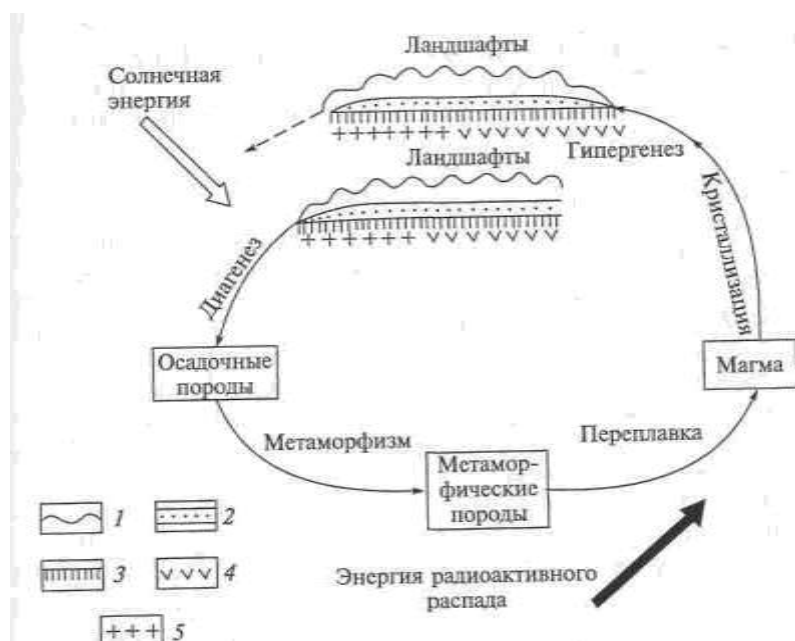 Ландшафты
Солнечная
энергия
+++++++ v v v v v v v v v
Гипергенез
Ландшафты
++++++ v v v v v v v
Кристаллизация
Диагенез
Осадочные
породы
Магма
Метаморфизм
Переплавка
Метамор-
фические
породы
1
2
3
v v v 4
Энергия радиоактивного
распада
+++ 5